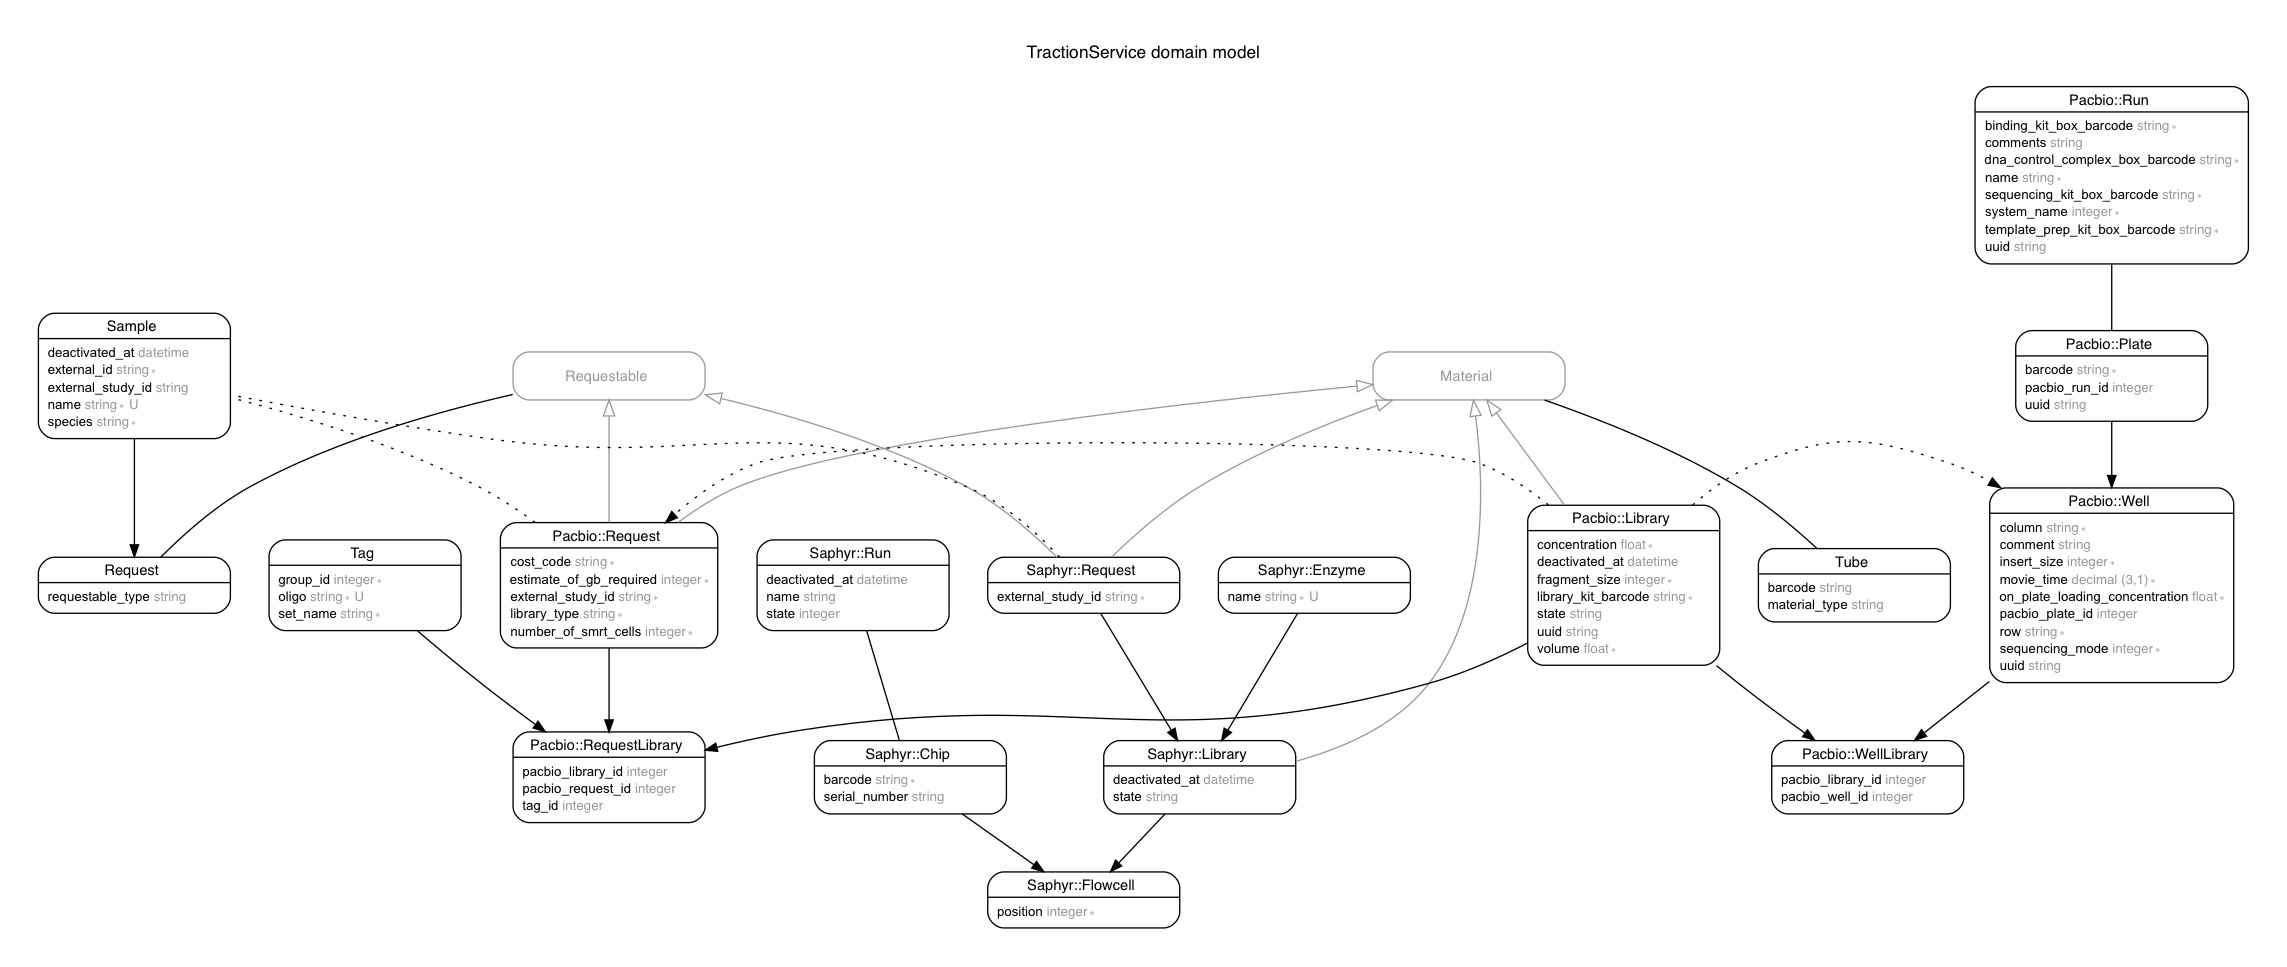 TractionService domain model
Pacbio::Run
binding_kit_box_barcode string *
comments string
dna_control_complex_box_barcode string *
name string *
sequencing_kit_box_barcode string *
system_name integer *
template_prep_kit_box_barcode string *
uuid string
Sample
deactivated_at datetime
external_id string *
external_study_id string
name string * U
species string *
Requestable
Material
Pacbio::Plate
barcode string *
pacbio_run_id integer
uuid string
Request
requestable_type string
Tag
group_id integer *
oligo string * U
set_name string *
Pacbio::Request
cost_code string *
estimate_of_gb_required integer *
external_study_id string *
library_type string *
number_of_smrt_cells integer *
Saphyr::Run
deactivated_at datetime
name string
state integer
Saphyr::Request
external_study_id string *
Saphyr::Enzyme
name string * U
Pacbio::Library
concentration float *
deactivated_at datetime
fragment_size integer *
library_kit_barcode string *
state string
uuid string
volume float *
Tube
barcode string
material_type string
Pacbio::Well
column string *
comment string
insert_size integer *
movie_time decimal (3,1) *
on_plate_loading_concentration float *
pacbio_plate_id integer
row string *
sequencing_mode integer *
uuid string
Pacbio::RequestLibrary
pacbio_library_id integer
pacbio_request_id integer
tag_id integer
Saphyr::Chip
barcode string *
serial_number string
Saphyr::Library
deactivated_at datetime
state string
Pacbio::WellLibrary
pacbio_library_id integer
pacbio_well_id integer
Saphyr::Flowcell
position integer *